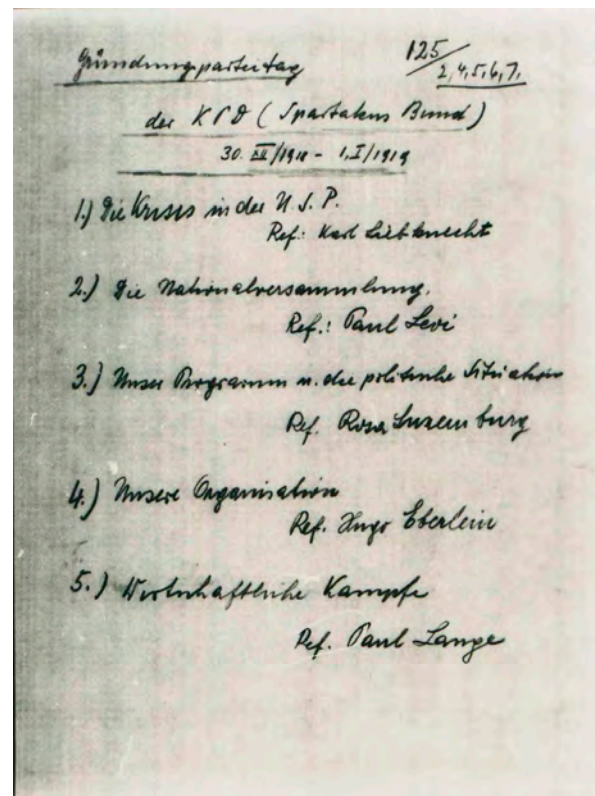 Gründungsparteitag
125/2,4,5,6,7,
der KPD (Spartakus Bund)
30. XII/1918 - 1.I/1919
1.) Die Krisis in der U.S.P.
Ref.: Karl Liebknecht
2.) Die Nationalversammlung.
Ref.: Paul Levi
3.) Unser Programm u. die politische Situation
Ref. Rosa Luxemburg
4.) Unsere Organisation
Ref. Hugo Eberlein
5.) Wirtschaftliche Kämpfe
Ref. Paul Lange